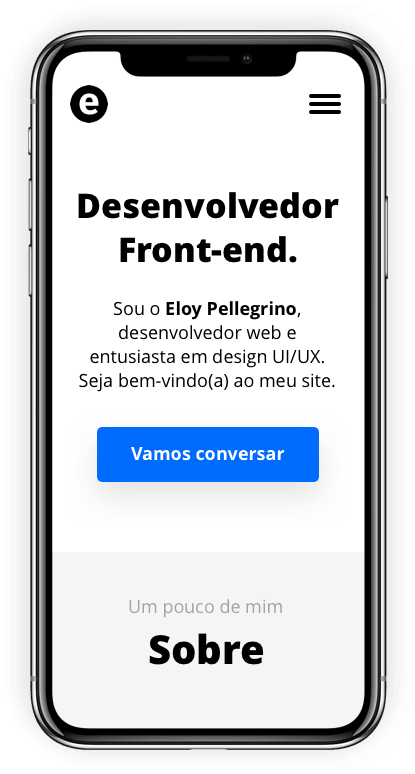 e
Desenvolvedor
Front-end.
Sou o Eloy Pellegrino,
desenvolvedor web e
entusiasta em design UI/UX.
Seja bem-vindo(a) ao meu site.
Vamos conversar
Um pouco de mim
Sobre